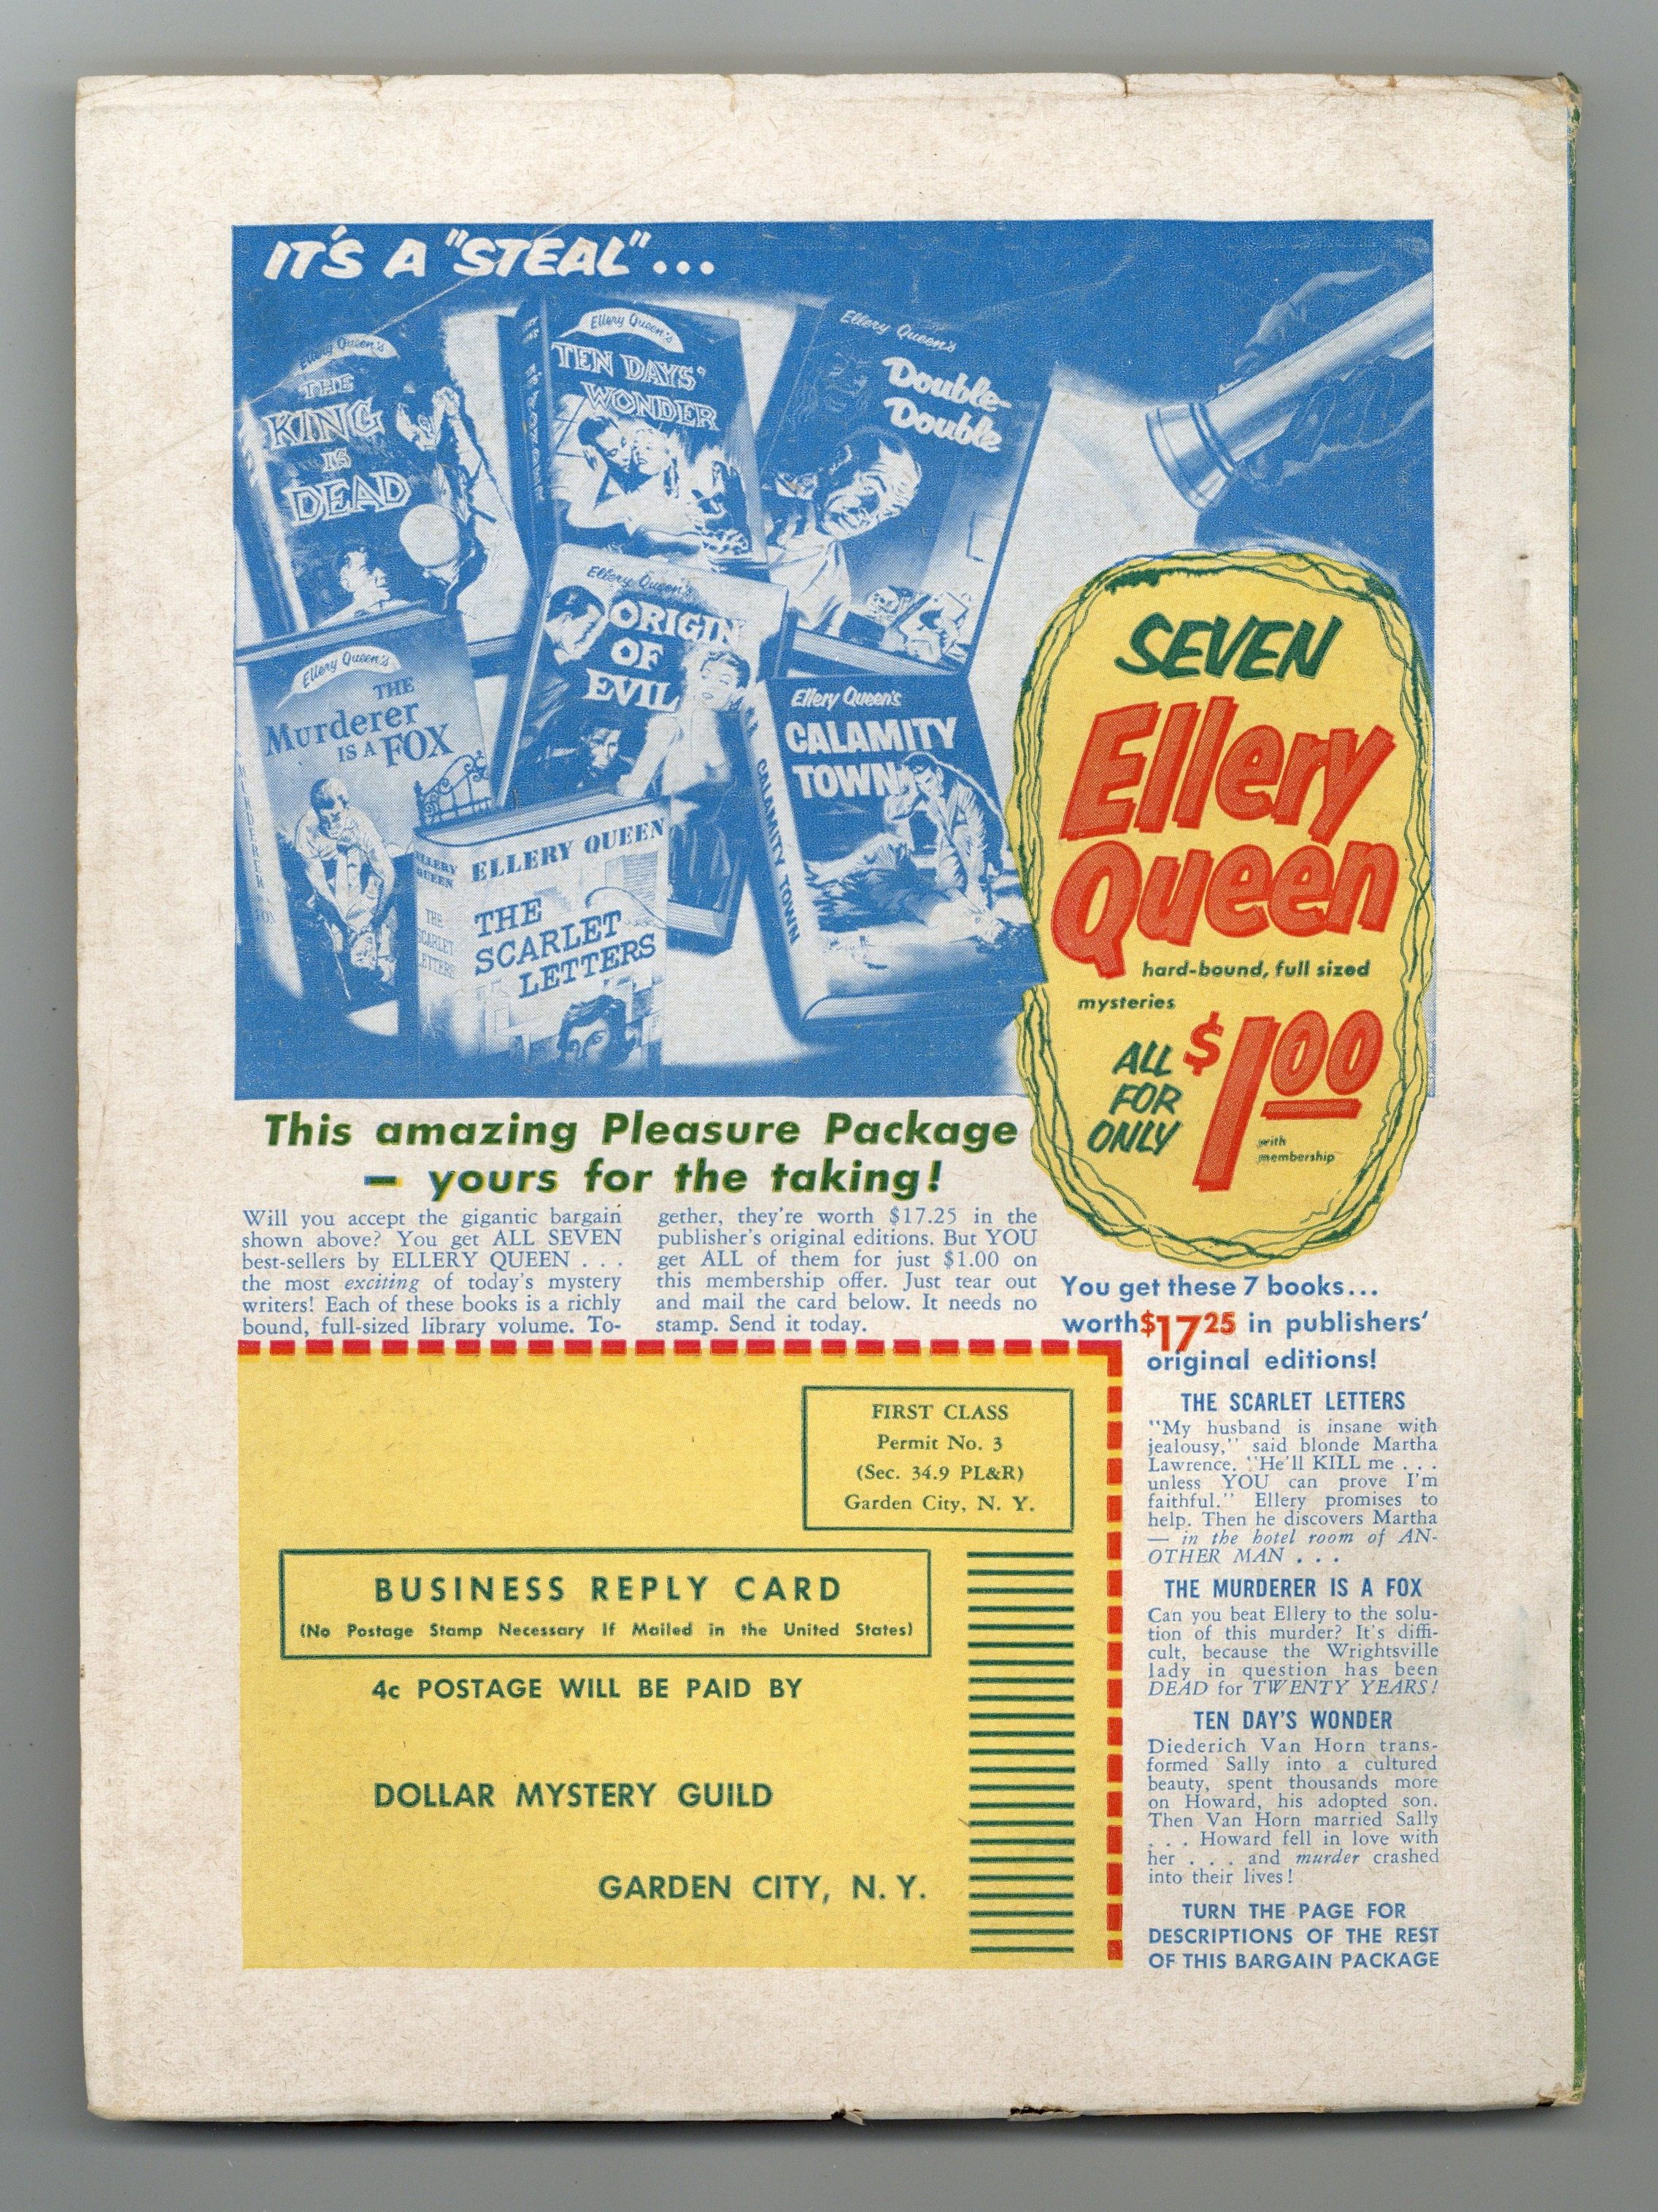 IT'S A "STEAL"...
Ellery Queen's
THE
KING
IS
DEAD
Ellery Queen's
TEN DAYS'
WONDER
Ellery Queen's
Double-
Double
Ellery Queen's
ORIGIN
OF
EVIL
Ellery Queen's
THE
Murderer
IS A FOX
Ellery Queen's
CALAMITY
TOWN
CALAMITY TOWN
ELLERY
QUEEN
THE
SCARLET
LETTERS
ELLERY QUEEN
THE
SCARLET
LETTERS
SEVEN
Ellery
Queen
hard-bound, full sized
mysteries
ALL
FOR
ONLY
$1.00
with
membership
This amazing Pleasure Package
— yours for the taking!
Will you accept the gigantic bargain
shown above? You get ALL SEVEN
best-sellers by ELLERY QUEEN . . .
the most exciting of today's mystery
writers! Each of these books is a richly
bound, full-sized library volume. To-
gether, they're worth $17.25 in the
publisher's original editions. But YOU
get ALL of them for just $1.00 on
this membership offer. Just tear out
and mail the card below. It needs no
stamp. Send it today.
You get these 7 books...
worth $17.25 in publishers'
original editions!
THE SCARLET LETTERS
"My husband is insane with
jealousy," said blonde Martha
Lawrence. "He'll KILL me . . .
unless YOU can prove I'm
faithful." Ellery promises to
help. Then he discovers Martha
— in the hotel room of AN-
OTHER MAN . . .
THE MURDERER IS A FOX
Can you beat Ellery to the solu-
tion of this murder? It's diffi-
cult, because the Wrightsville
lady in question has been
DEAD for TWENTY YEARS!
TEN DAY'S WONDER
Diederich Van Horn trans-
formed Sally into a cultured
beauty, spent thousands more
on Howard, his adopted son.
Then Van Horn married Sally
. . . Howard fell in love with
her . . . and murder crashed
into their lives!
TURN THE PAGE FOR
DESCRIPTIONS OF THE REST
OF THIS BARGAIN PACKAGE
FIRST CLASS
Permit No. 3
(Sec. 34.9 PL&R)
Garden City, N. Y.
BUSINESS REPLY CARD
(No Postage Stamp Necessary If Mailed in the United States)
4c POSTAGE WILL BE PAID BY
DOLLAR MYSTERY GUILD
GARDEN CITY, N. Y.